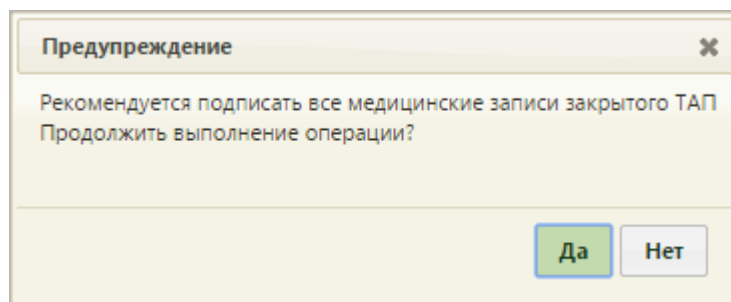 Предупреждение
Рекомендуется подписать все медицинские записи закрытого ТАП
Продолжить выполнение операции?
Да Нет